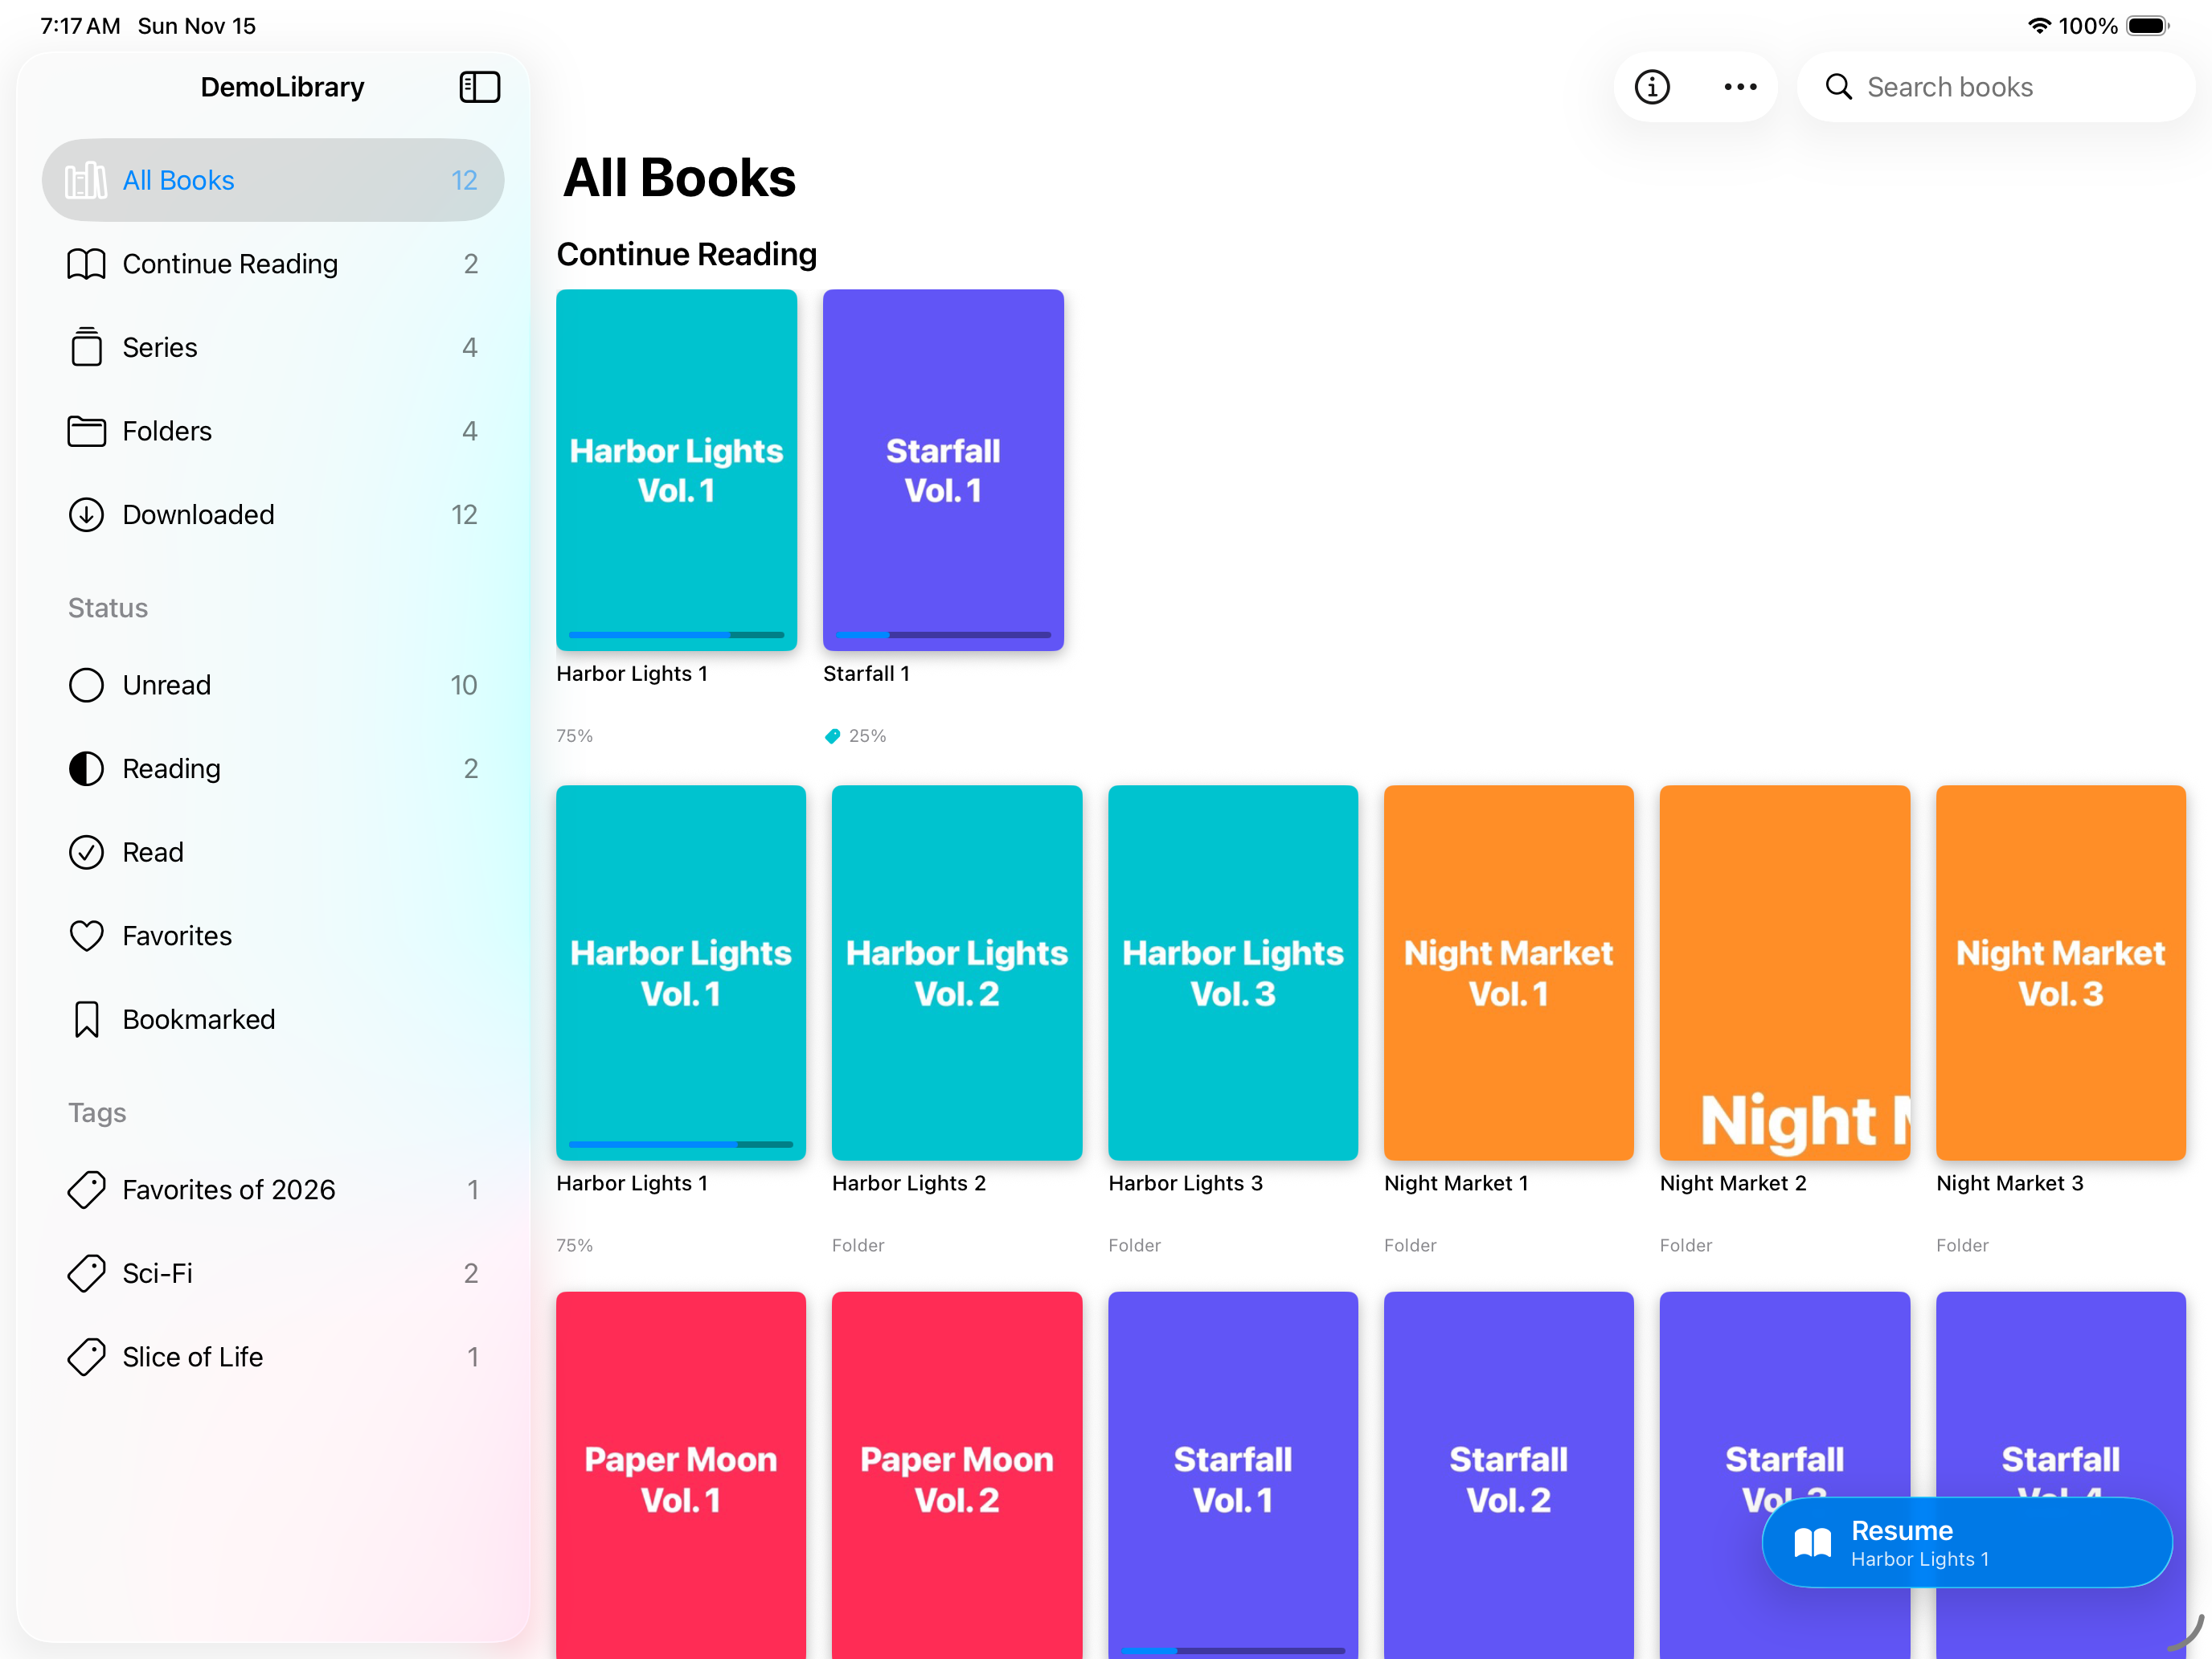 7:17 AM Sun Nov 15
100%
DemoLibrary
All Books 12
Continue Reading 2
Series 4
Folders 4
Downloaded 12
Status
Unread 10
Reading 2
Read
Favorites
Bookmarked
Tags
Favorites of 2026 1
Sci-Fi 2
Slice of Life 1
Search books
All Books
Continue Reading
Harbor Lights
Vol. 1
Starfall
Vol. 1
Harbor Lights 1
Starfall 1
75%
25%
Harbor Lights
Vol. 1
Harbor Lights
Vol. 2
Harbor Lights
Vol. 3
Night Market
Vol. 1
Night
Night Market
Vol. 3
Harbor Lights 1
Harbor Lights 2
Harbor Lights 3
Night Market 1
Night Market 2
Night Market 3
75%
Folder
Folder
Folder
Folder
Folder
Paper Moon
Vol. 1
Paper Moon
Vol. 2
Starfall
Vol. 1
Starfall
Vol. 2
Starfall
Vol. 3
Starfall
Vol. 4
Resume
Harbor Lights 1